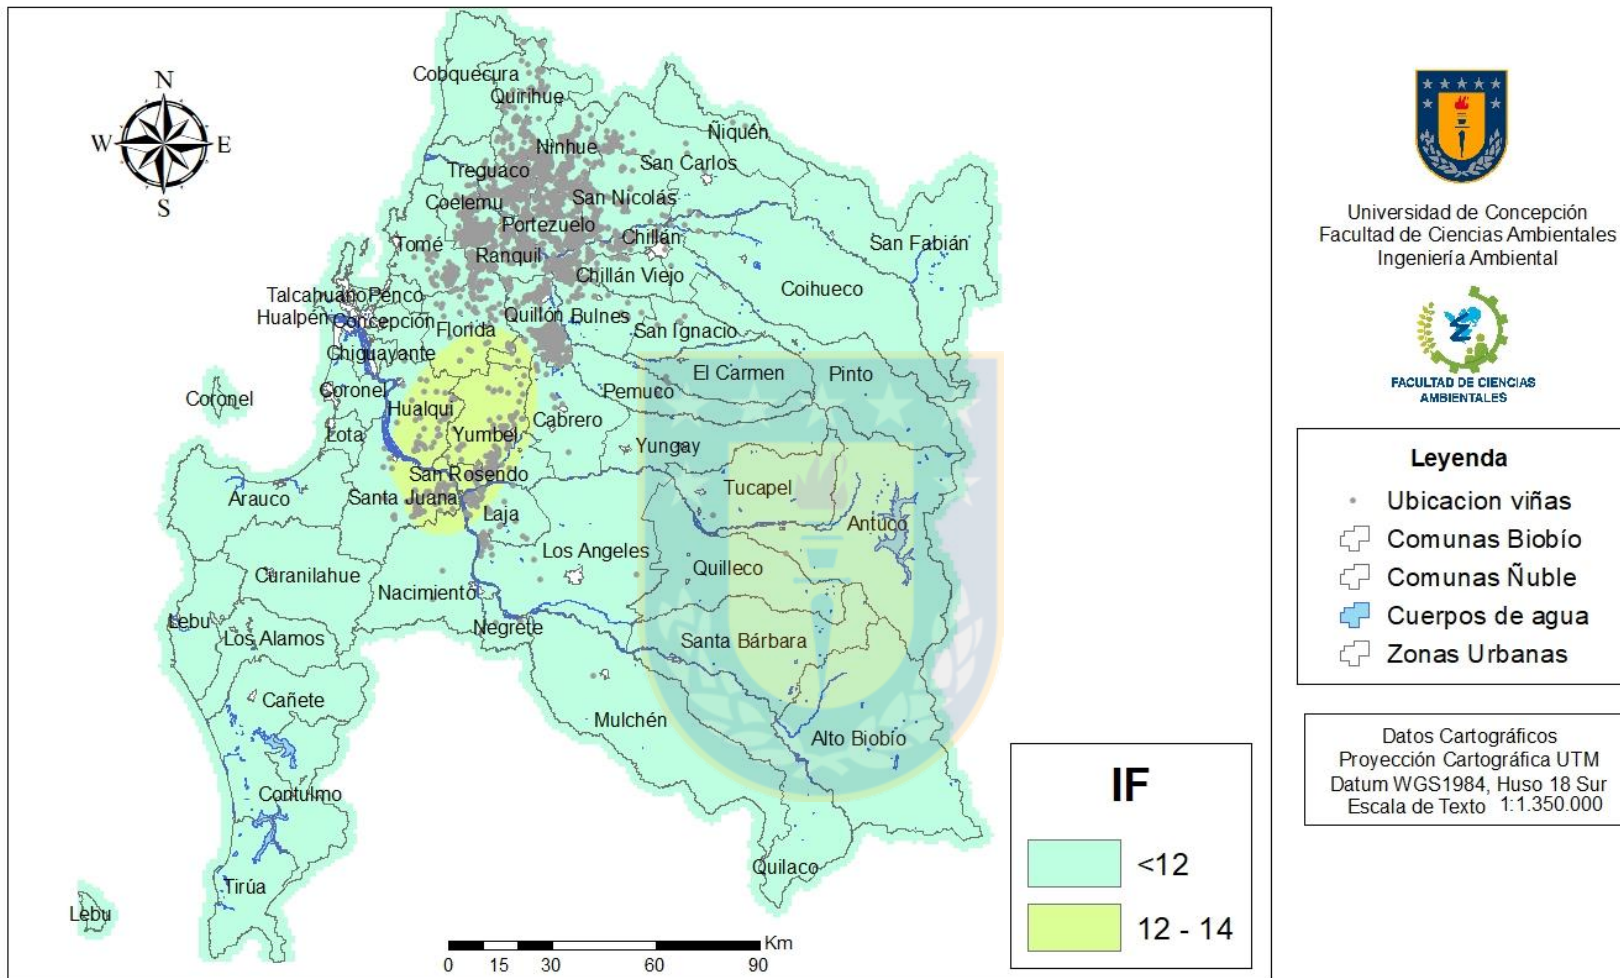 N
W
E
S
Cobquecura
Quirihue
Ninhue
Ñiquén
San Carlos
Treguaco
San Nicolás
Coelemu
Portezuelo
Chillán
San Fabián
Tomé
Ranquil
Chillán Viejo
Coihueco
Talcahuano
Penco
Hualpén
Concepción
Florida
Quillón
Bulnes
San Ignacio
Chiguayante
El Carmen
Pinto
Coronel
Coronel
Pemuco
Hualqui
Cabrero
Lota
Yumbel
Yungay
San Rosendo
Arauco
Santa Juana
Laja
Tucapel
Antuco
Los Angeles
Quilleco
Curanilahue
Nacimiento
Negrete
Lebu
Los Alamos
Santa Bárbara
Cañete
Mulchén
Alto Biobío
Contulmo
Quilaco
Tirúa
Lebu
Km
0 15 30 60 90
IF
<12
12 - 14
Universidad de Concepción
Facultad de Ciencias Ambientales
Ingeniería Ambiental
FACULTAD DE CIENCIAS
AMBIENTALES
Leyenda
Ubicacion viñas
Comunas Biobío
Comunas Ñuble
Cuerpos de agua
Zonas Urbanas
Datos Cartográficos
Proyección Cartográfica UTM
Datum WGS1984, Huso 18 Sur
Escala de Texto 1:1.350.000